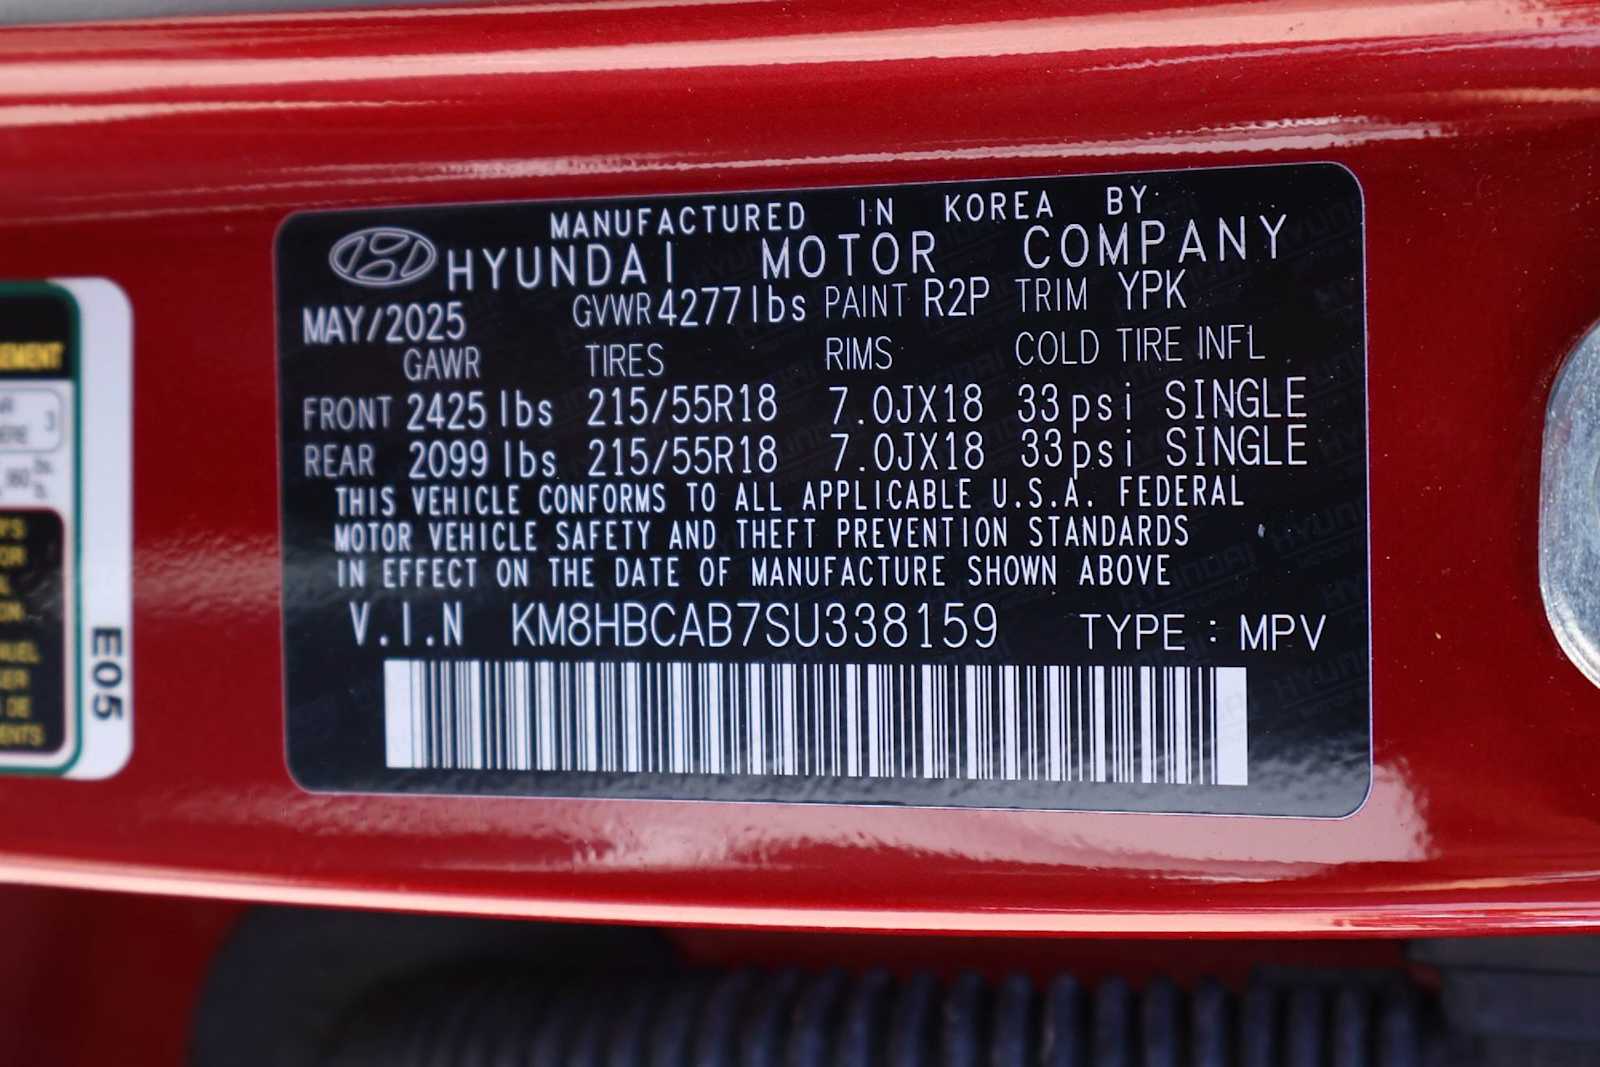 MANUFACTURED IN KOREA BY
HYUNDAI MOTOR COMPANY
MAY/2025 GVWR 4277lbs PAINT R2P TRIM YPK
GAWR TIRES RIMS COLD TIRE INFL
FRONT 2425 lbs 215/55R18 7.0JX18 33psi SINGLE
REAR 2099 lbs 215/55R18 7.0JX18 33psi SINGLE
THIS VEHICLE CONFORMS TO ALL APPLICABLE U.S.A. FEDERAL
MOTOR VEHICLE SAFETY AND THEFT PREVENTION STANDARDS
IN EFFECT ON THE DATE OF MANUFACTURE SHOWN ABOVE
V.I.N KM8HBCAB7SU338159 TYPE : MPV
E05
3
DE